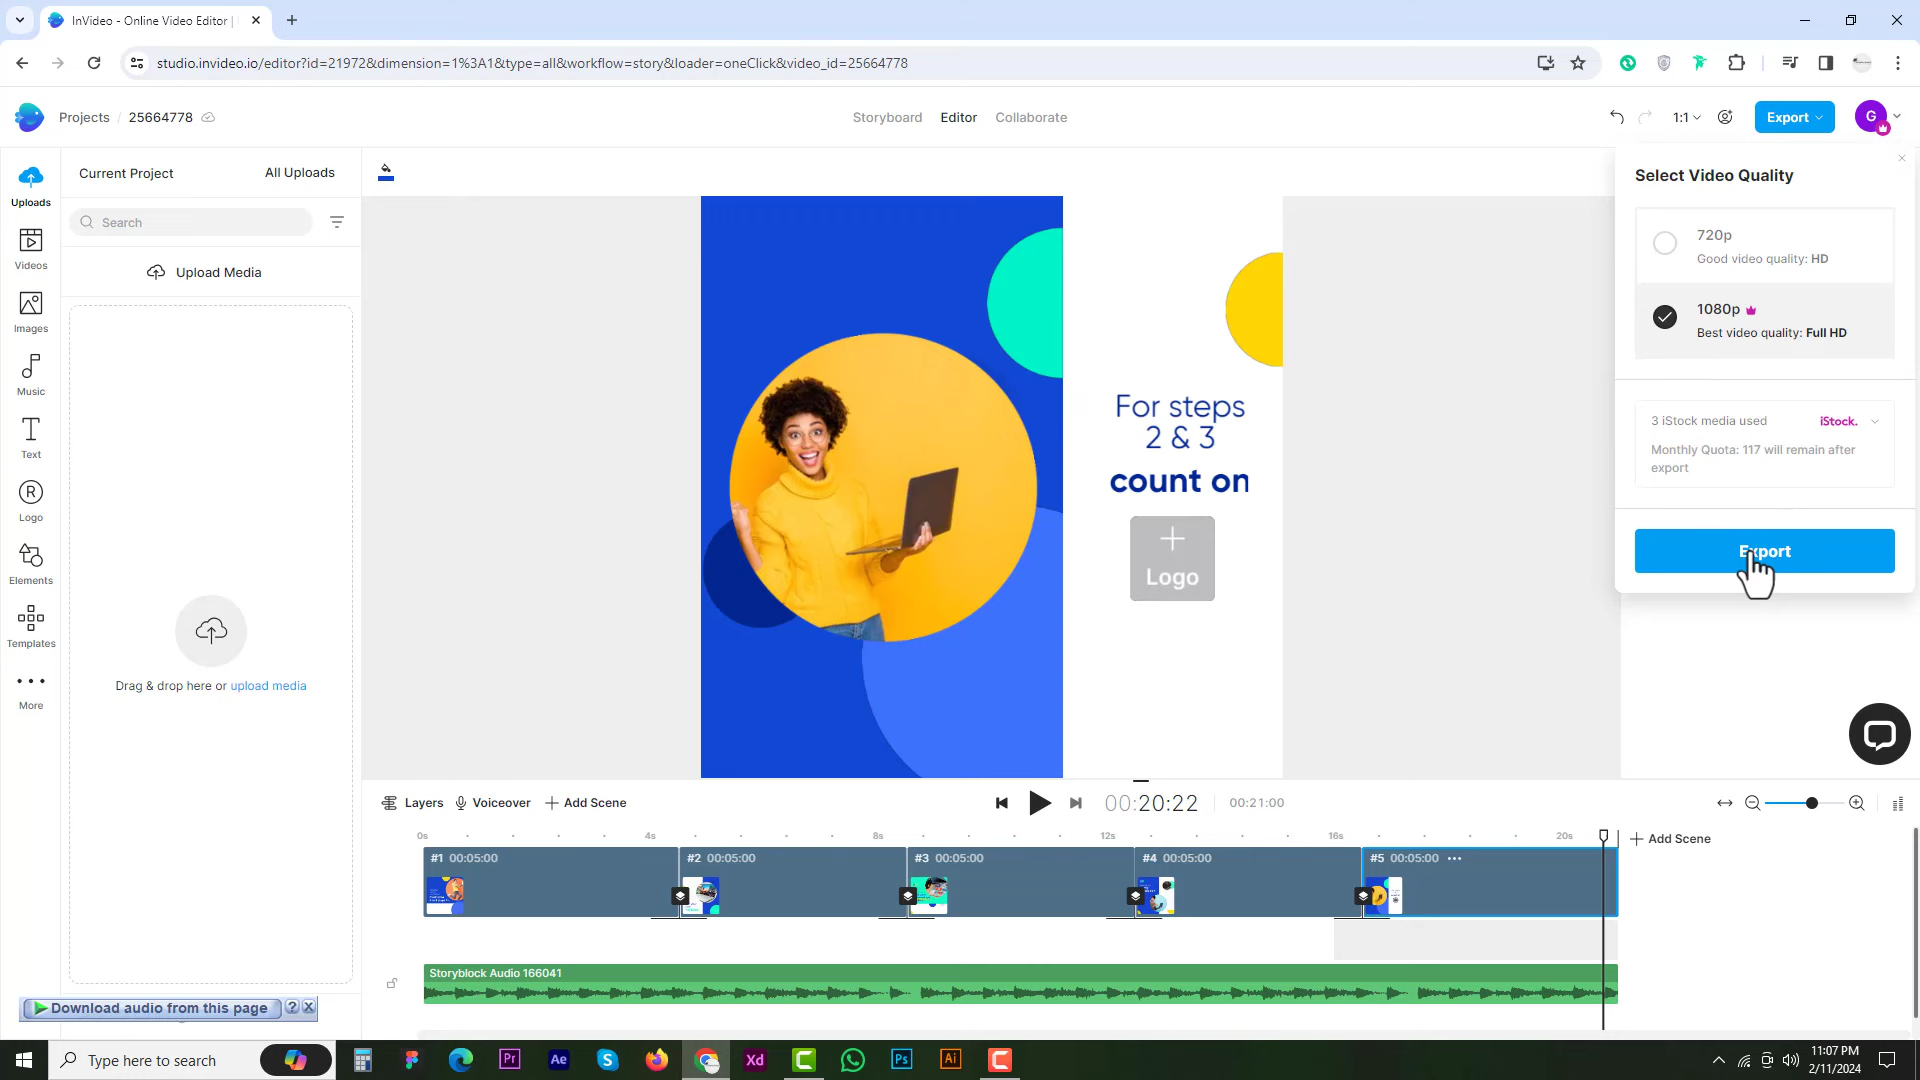 InVideo - Online Video Editor |
studio.invideo.io/editor?id=21972&dimension=1%3A1&type=all&workflow=story&loader=oneClick&video_id=25664778
Projects / 25664778
Storyboard Editor Collaborate
1:1
Export
G
Uploads
Videos
Images
Music
Text
Logo
Elements
Templates
More
Current Project
All Uploads
Search
Upload Media
Drag & drop here or upload media
Download audio from this page
For steps
2 & 3
count on
+
Logo
Select Video Quality
720p
Good video quality: HD
1080p
Best video quality: Full HD
3 iStock media used iStock.
Monthly Quota: 117 will remain after
export
Export
Layers Voiceover + Add Scene
00:20:22 00:21:00
0s 4s 8s 12s 16s 20s
+ Add Scene
#1 00:05:00 #2 00:05:00 #3 00:05:00 #4 00:05:00 #5 00:05:00
Storyblock Audio 166041
Type here to search
Pr
Ae
Xd
Ps
Ai
11:07 PM
2/11/2024